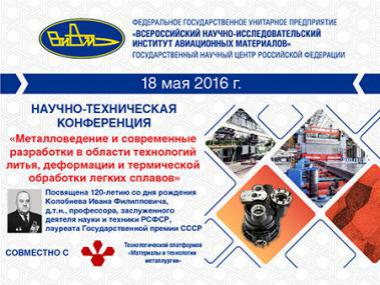 ВИАМ
ФЕДЕРАЛЬНОЕ ГОСУДАРСТВЕННОЕ УНИТАРНОЕ ПРЕДПРИЯТИЕ
«ВСЕРОССИЙСКИЙ НАУЧНО-ИССЛЕДОВАТЕЛЬСКИЙ
ИНСТИТУТ АВИАЦИОННЫХ МАТЕРИАЛОВ»
ГОСУДАРСТВЕННЫЙ НАУЧНЫЙ ЦЕНТР РОССИЙСКОЙ ФЕДЕРАЦИИ
18 мая 2016 г.
НАУЧНО-ТЕХНИЧЕСКАЯ
КОНФЕРЕНЦИЯ
«Металловедение и современные
разработки в области технологий
литья, деформации и термической
обработки легких сплавов»
Посвящена 120-летию со дня рождения
Колобнева Ивана Филипповича,
д.т.н., профессора, заслуженного
деятеля науки и техники РСФСР,
лауреата Государственной премии СССР
СОВМЕСТНО С
Технологической платформой
«Материалы и технологии
металлургии»